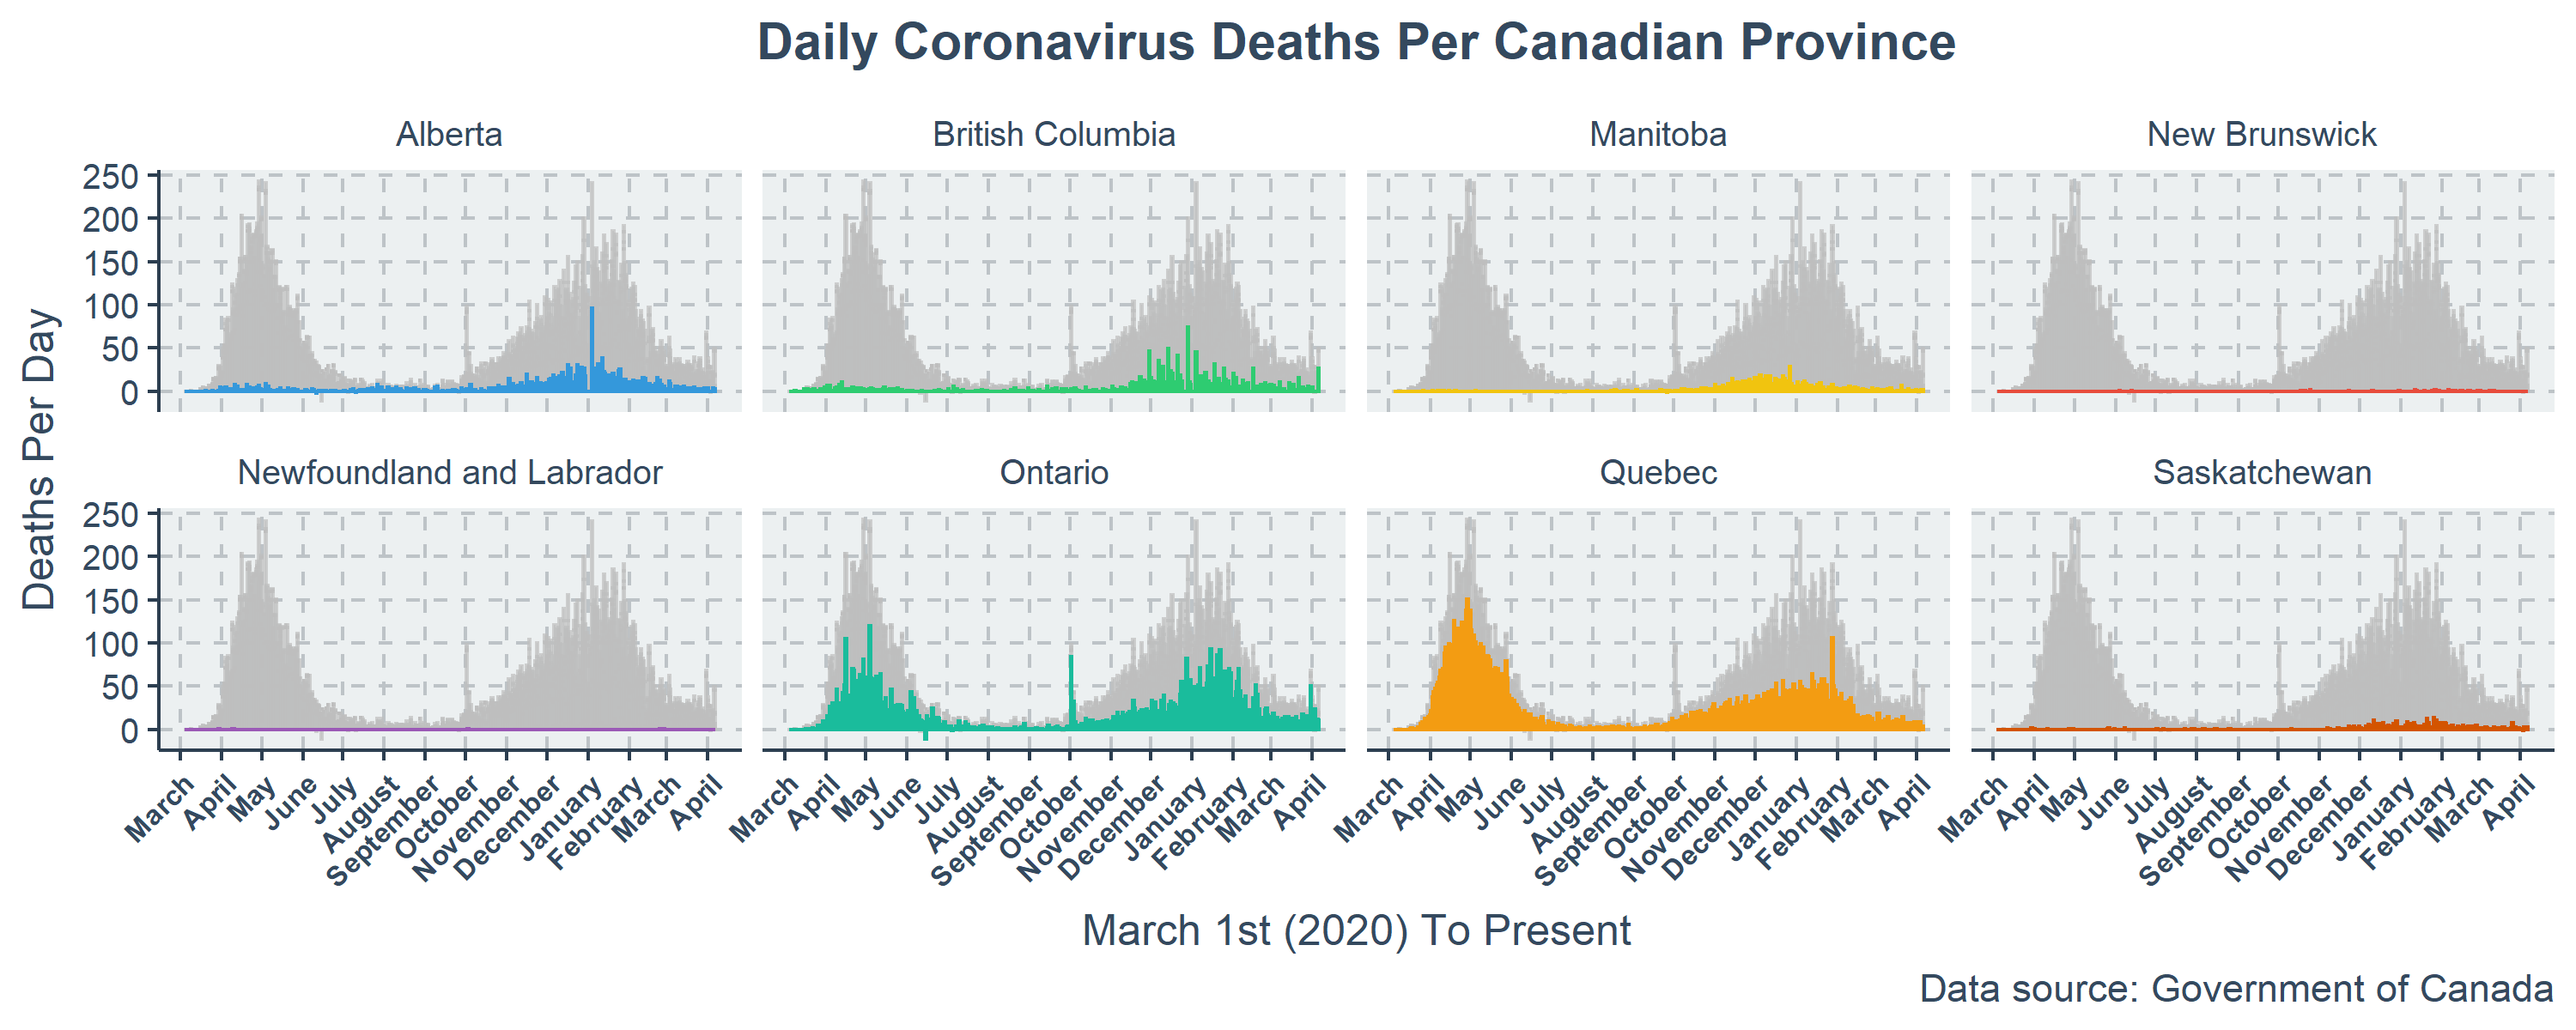 Daily Coronavirus Deaths Per Canadian Province
Alberta
British Columbia
Manitoba
New Brunswick
250
200
150
100
50
0
Deaths Per Day
Newfoundland and Labrador
Ontario
Quebec
Saskatchewan
250
200
150
100
50
0
March April May June July August September October November December January February March April
March April May June July August September October November December January February March April
March April May June July August September October November December January February March April
March April May June July August September October November December January February March April
March 1st (2020) To Present
Data source: Government of Canada